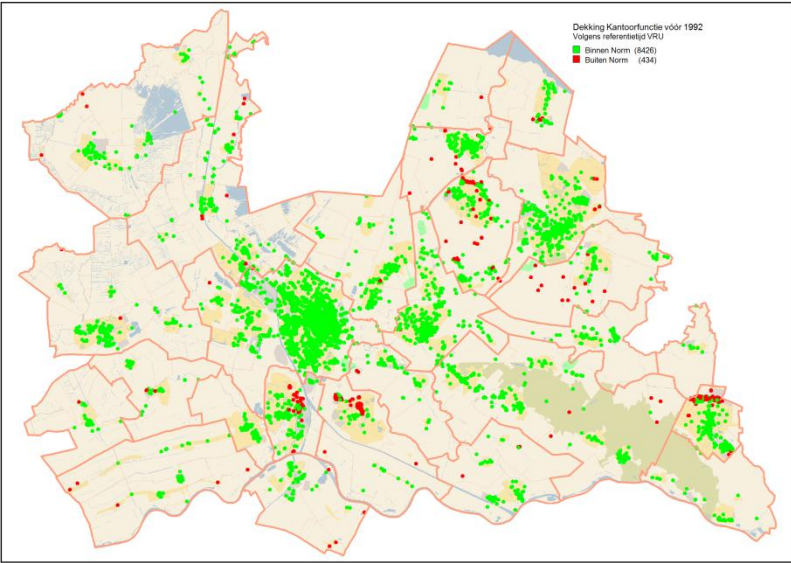 Dekking Kantoorfunctie vóór 1992
Volgens referentietijd VRU
Binnen Norm (8426)
Buiten Norm (434)